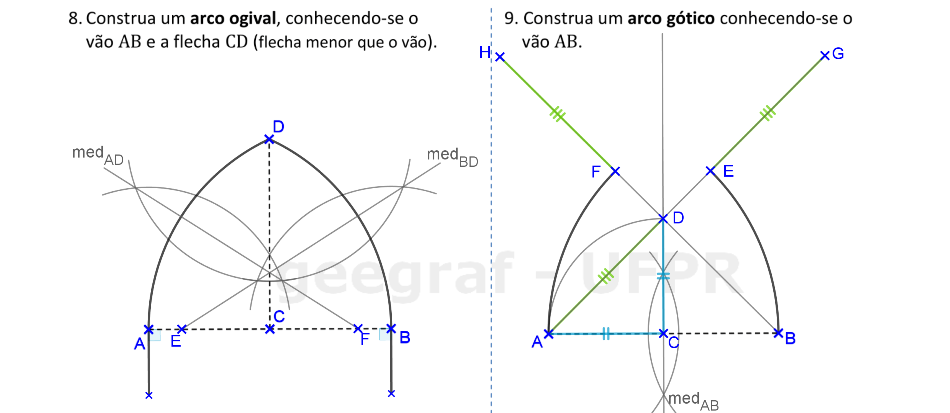 8. Construa um arco ogival, conhecendo-se o
vão AB e a flecha CD (flecha menor que o vão).
D
med_AD
med_BD
C
A
E
F
B
9. Construa um arco gótico conhecendo-se o
vão AB.
H
G
F
E
D
geegraf - UFPR
A
C
B
med_AB